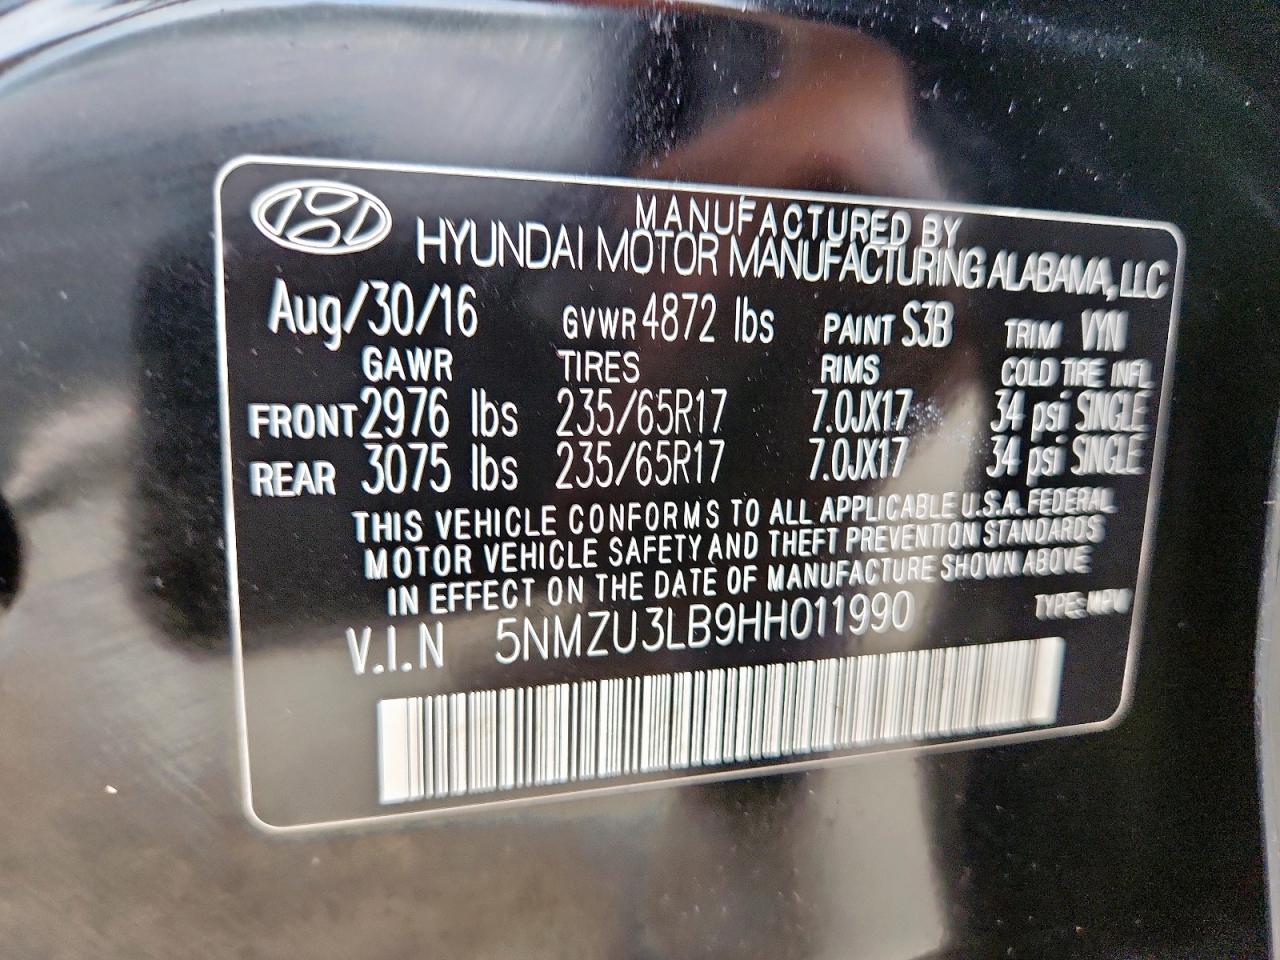 MANUFACTURED BY
HYUNDAI MOTOR MANUFACTURING ALABAMA, LLC
Aug/30/16 GVWR 4872 lbs PAINT S3B TRIM VYN
GAWR TIRES RIMS COLD TIRE INFL
FRONT 2976 lbs 235/65R17 7.0JX17 34 psi SINGLE
REAR 3075 lbs 235/65R17 7.0JX17 34 psi SINGLE
THIS VEHICLE CONFORMS TO ALL APPLICABLE U.S.A. FEDERAL
MOTOR VEHICLE SAFETY AND THEFT PREVENTION STANDARDS
IN EFFECT ON THE DATE OF MANUFACTURE SHOWN ABOVE
V.I.N 5NMZU3LB9HH011990 TYPE: MPV